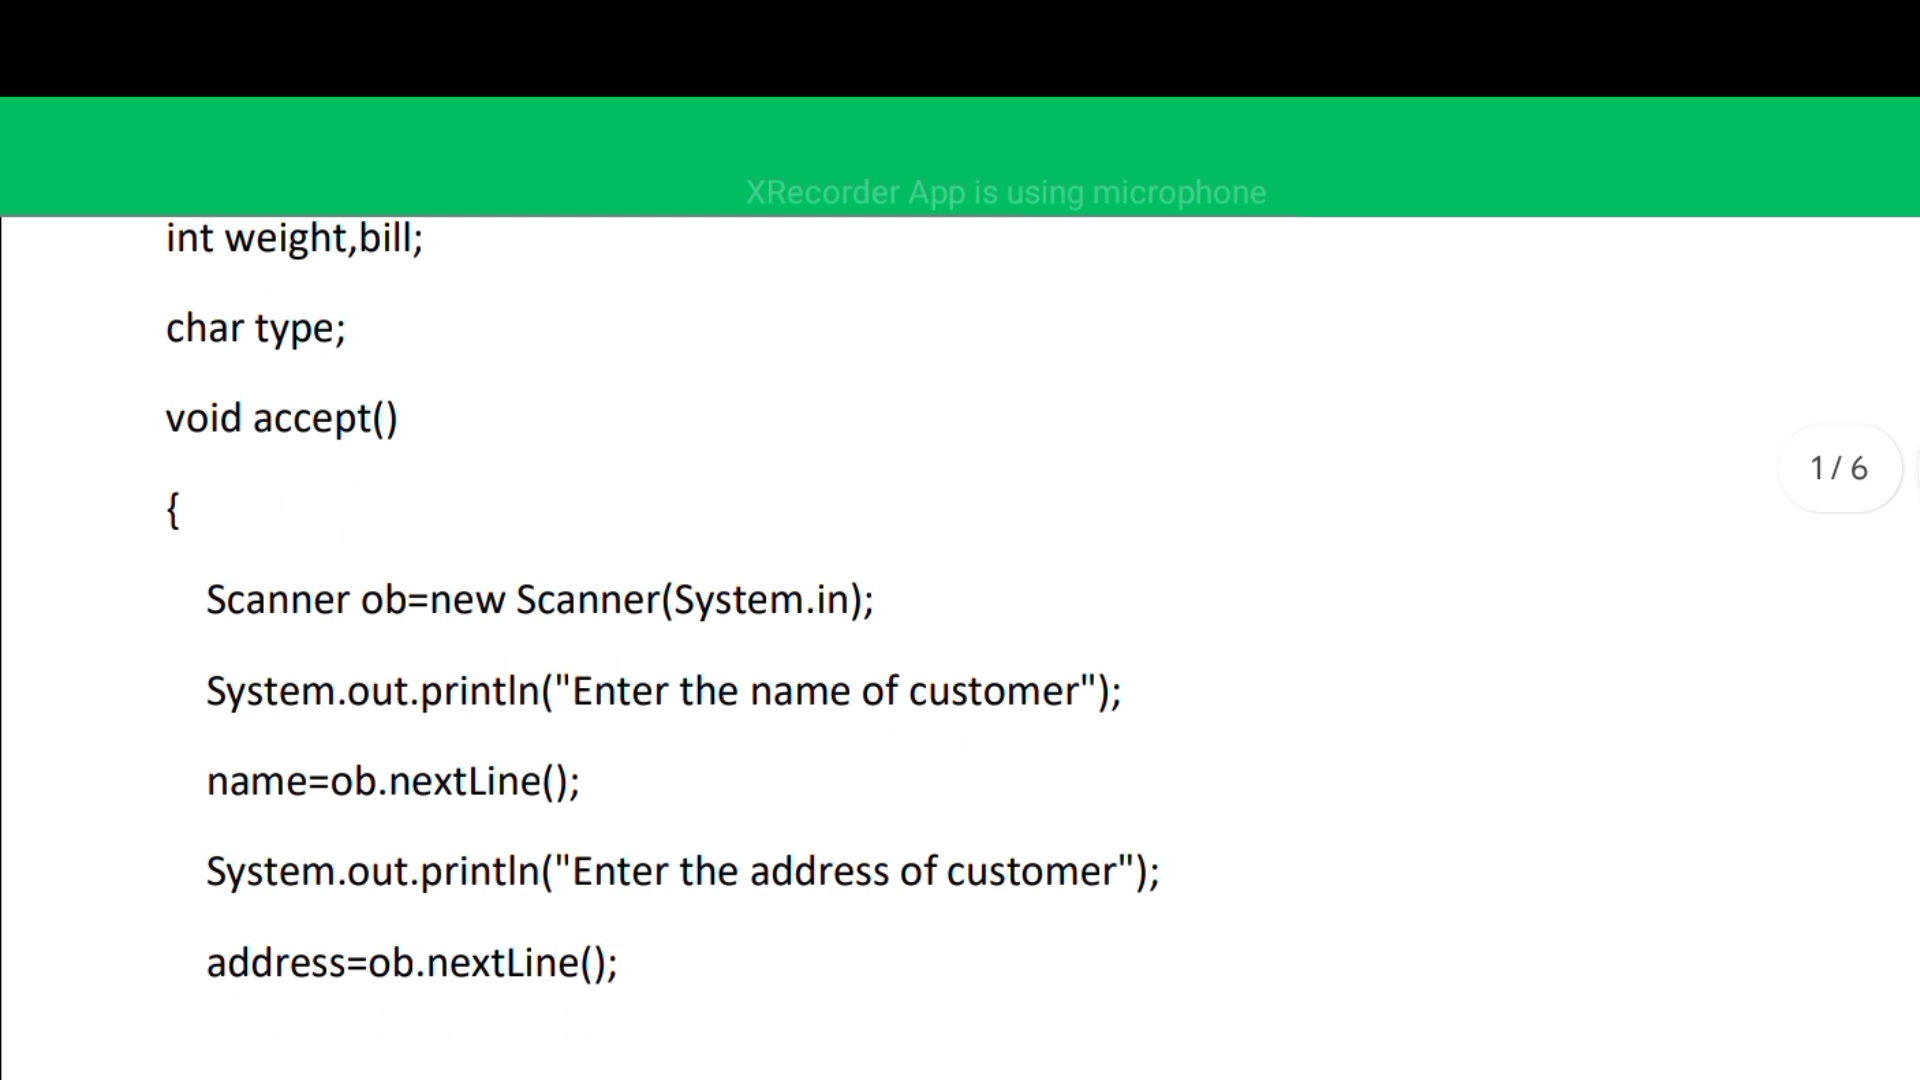 XRecorder App is using microphone
int weight,bill;
char type;
void accept()
{
1 / 6
Scanner ob=new Scanner(System.in);
System.out.println("Enter the name of customer");
name=ob.nextLine();
System.out.println("Enter the address of customer");
address=ob.nextLine();